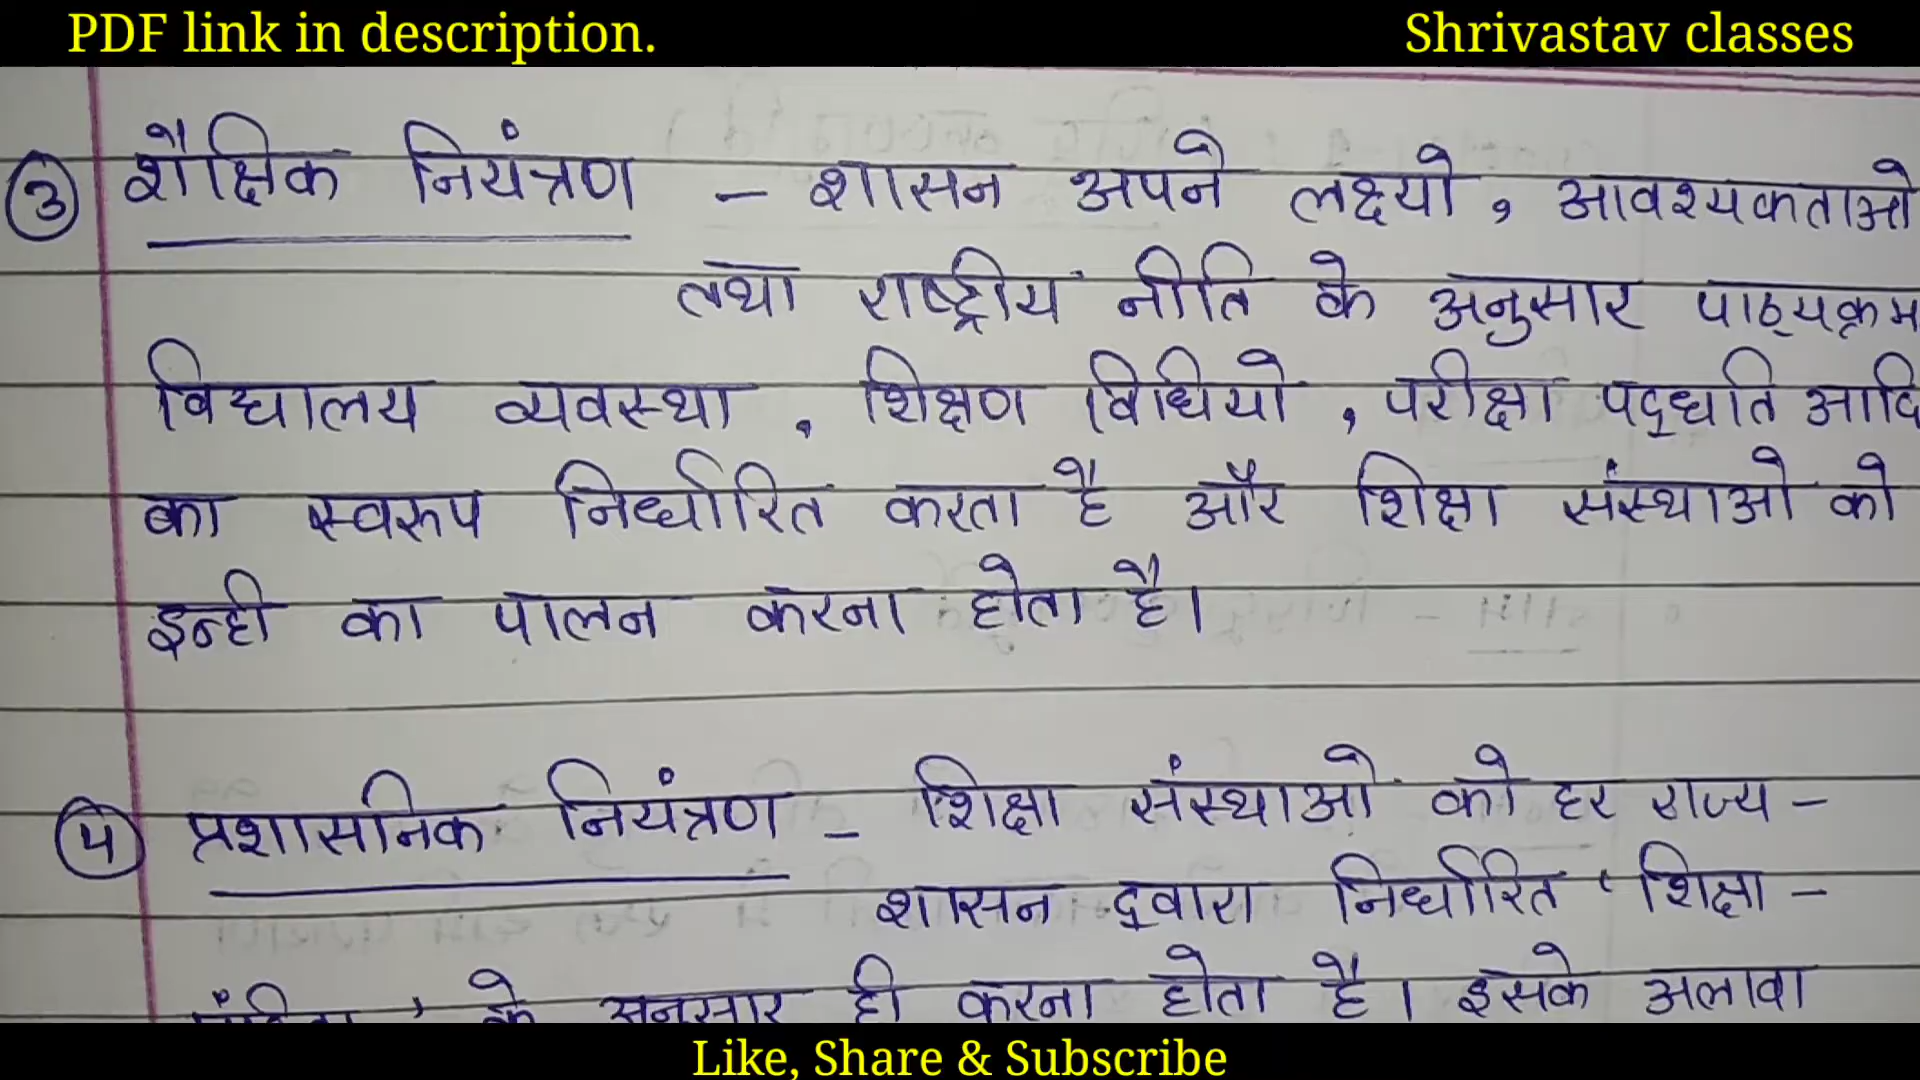 PDF link in description.
Shrivastav classes
③ शैक्षिक नियंत्रण - शासन अपने लक्ष्यो , आवश्यकताओ
तथा राष्ट्रीय नीति के अनुसार पाठ्यक्रम
विद्यालय व्यवस्था , शिक्षण विधियो , परीक्षा पद्धति आदि
का स्वरुप निर्धारित करता है और शिक्षा संस्थाओ को
इन्ही का पालन करना होता है।
④ प्रशासनिक नियंत्रण - शिक्षा संस्थाओ को हर राज्य -
शासन द्वारा निर्धारित ' शिक्षा -
संहिता ' के अनुसार ही करना होता है। इसके अलावा
Like, Share & Subscribe